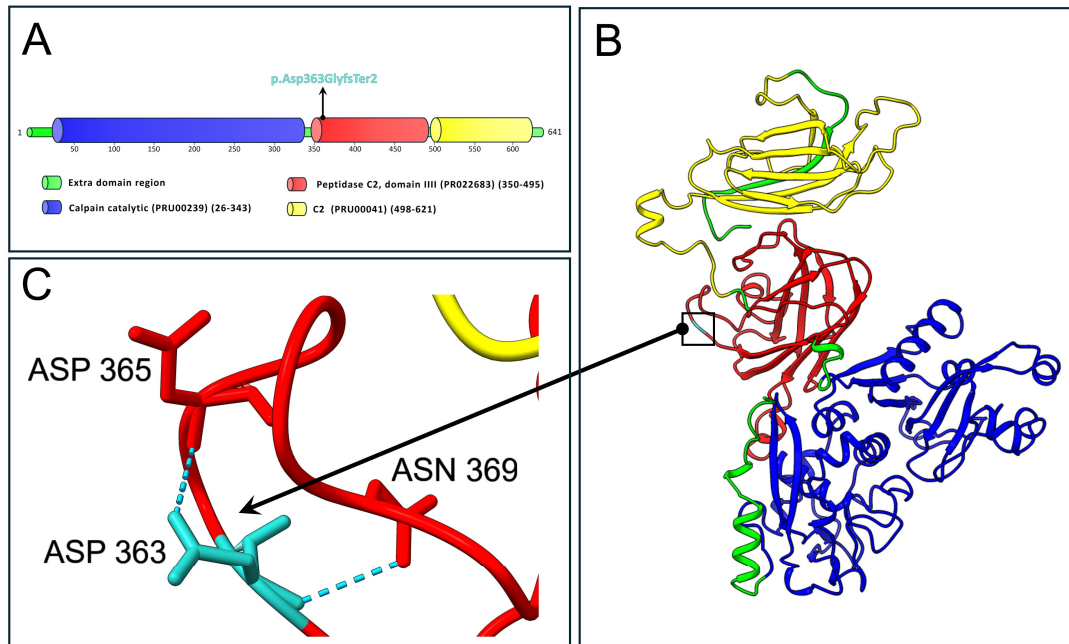 A
p.Asp363GlyfsTer2
1
641
50 100 150 200 250 300 350 400 450 500 550 600
Extra domain region
Peptidase C2, domain IIII (PR022683) (350-495)
Calpain catalytic (PRU00239) (26-343)
C2 (PRU00041) (498-621)
B
C
ASP 365
ASN 369
ASP 363